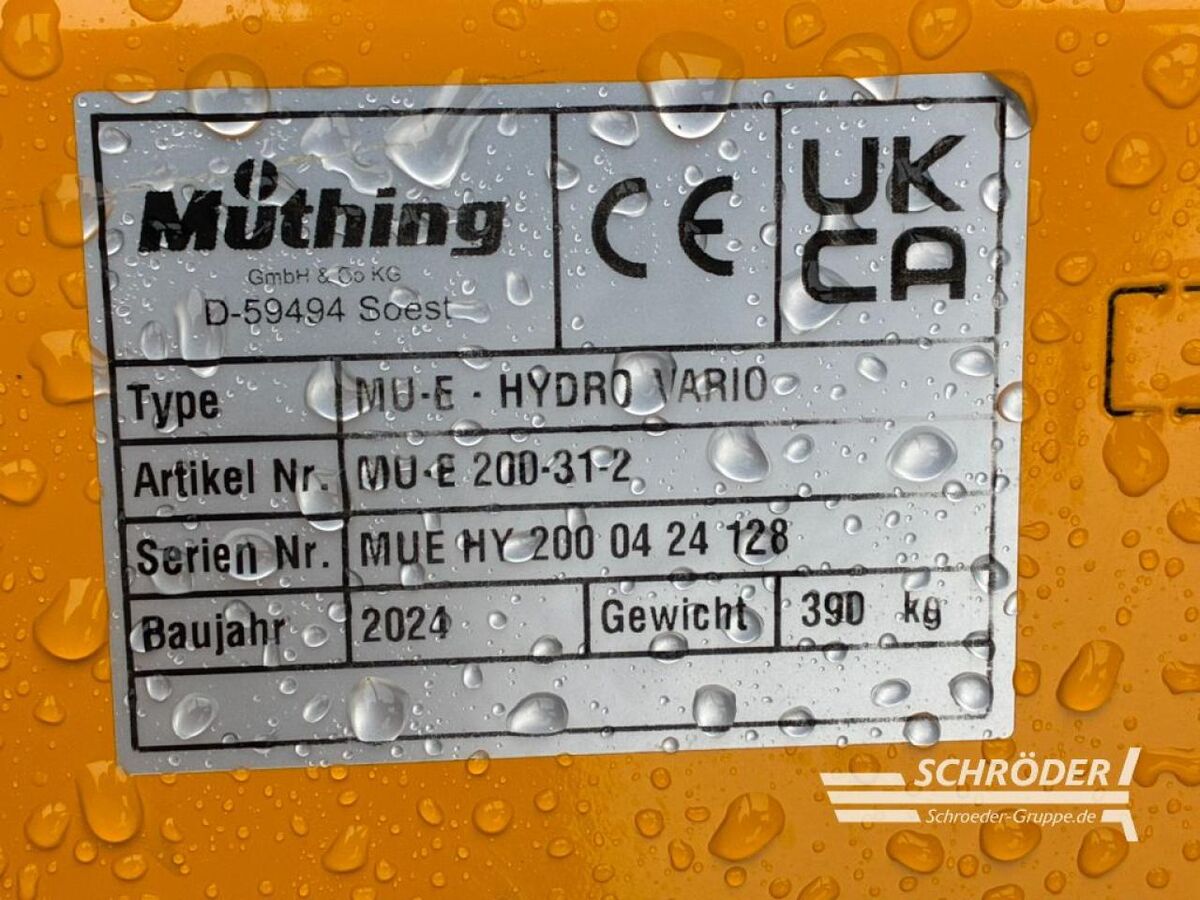 Müthing
GmbH & Co KG
D-59494 Soest
CE
UK
CA
Type MU-E - HYDRO VARIO
Artikel Nr. MU-E 200-31-2
Serien Nr. MUE HY 200 04 24 128
Baujahr 2024 Gewicht 390 kg
SCHRÖDER
Schroeder-Gruppe.de